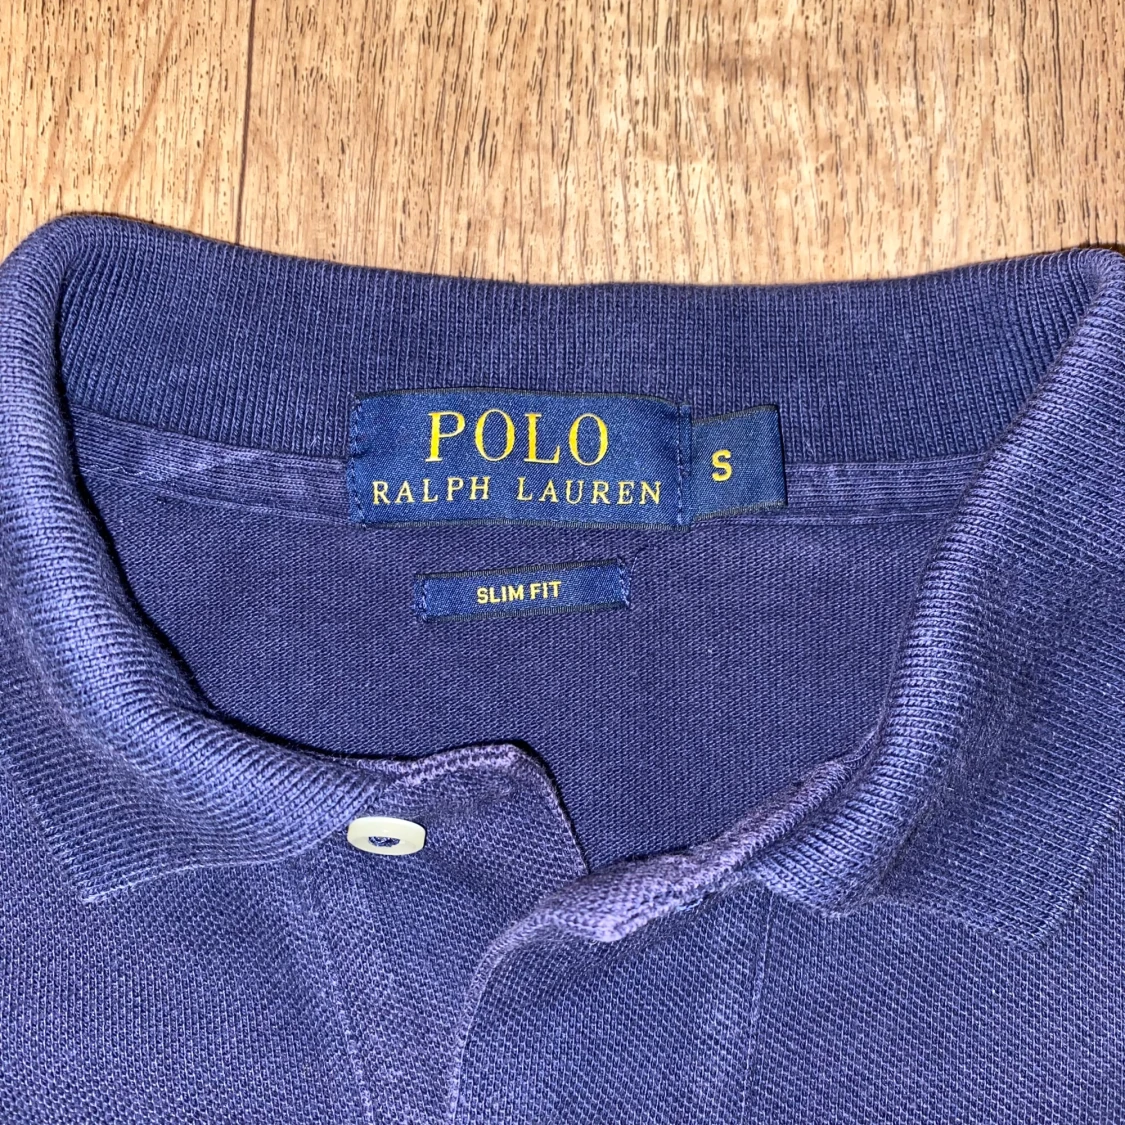 POLO
RALPH LAUREN
S
SLIM FIT